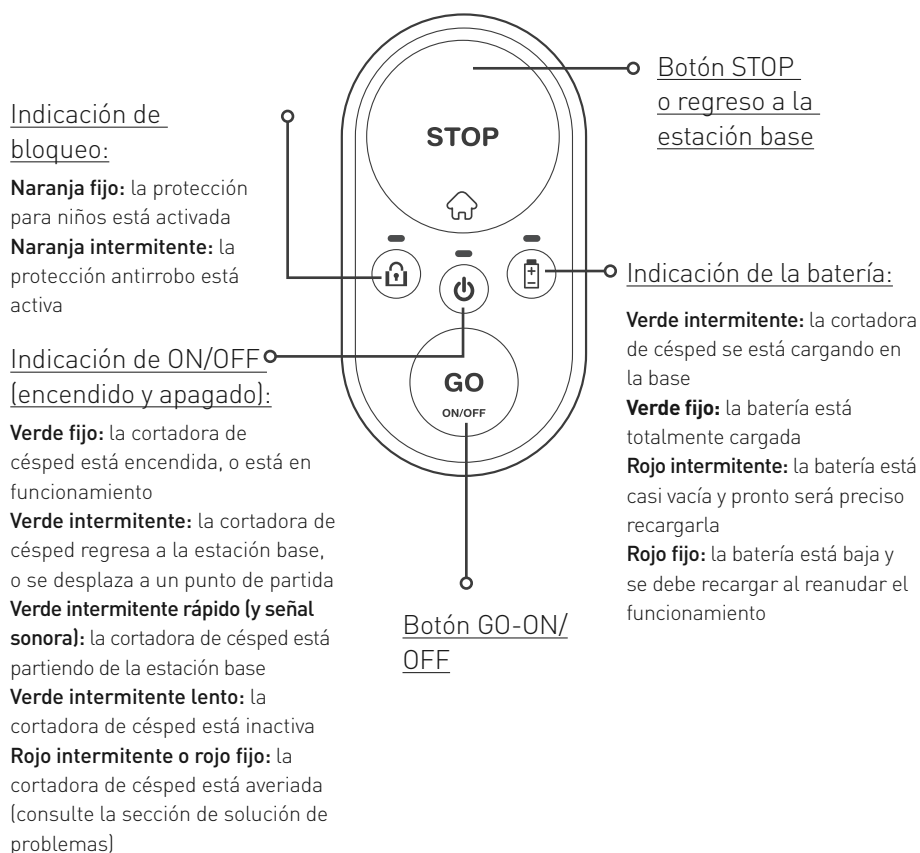 Botón STOP
o regreso a la
estación base
Indicación de
bloqueo:
Naranja fijo: la protección
para niños está activada
Naranja intermitente: la
protección antirrobo está
activa
STOP
Indicación de la batería:
Verde intermitente: la cortadora
de césped se está cargando en
la base
Verde fijo: la batería está
totalmente cargada
Rojo intermitente: la batería está
casi vacía y pronto será preciso
recargarla
Rojo fijo: la batería está baja y
se debe recargar al reanudar el
funcionamiento
Indicación de ON/OFF
(encendido y apagado):
Verde fijo: la cortadora de
césped está encendida, o está en
funcionamiento
Verde intermitente: la cortadora de
césped regresa a la estación base,
o se desplaza a un punto de partida
Verde intermitente rápido (y señal
sonora): la cortadora de césped está
partiendo de la estación base
Verde intermitente lento: la
cortadora de césped está inactiva
Rojo intermitente o rojo fijo: la
cortadora de césped está averiada
(consulte la sección de solución de
problemas)
GO
ON/OFF
Botón GO-ON/
OFF